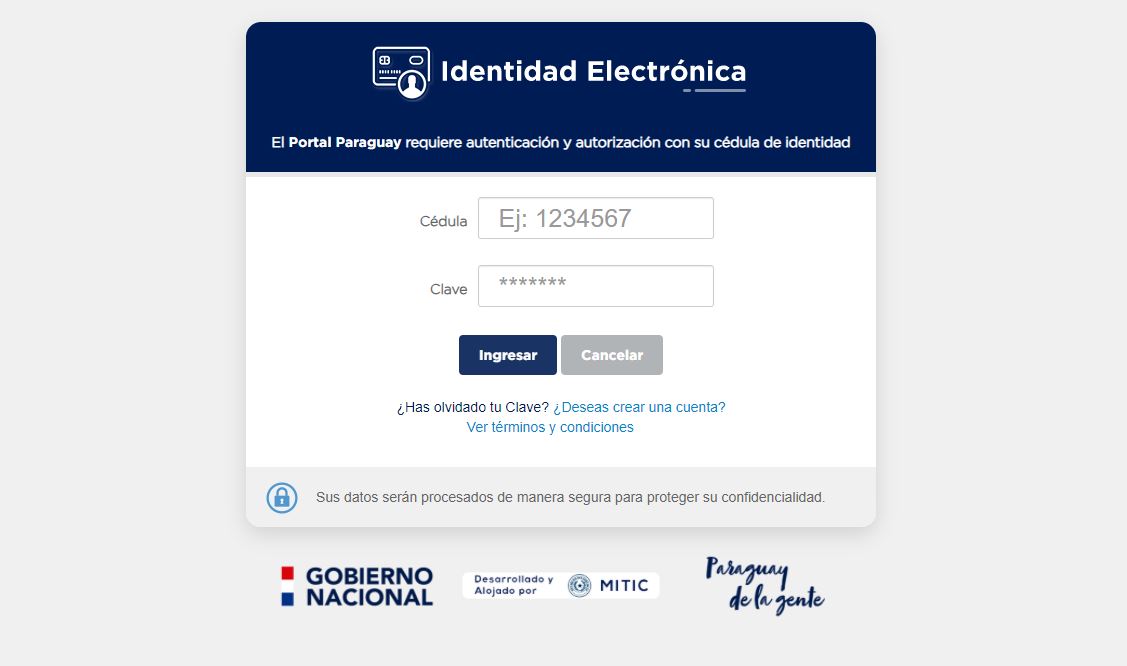 Identidad Electrónica
El Portal Paraguay requiere autenticación y autorización con su cédula de identidad
Cédula
Ej: 1234567
Clave
*******
Ingresar
Cancelar
¿Has olvidado tu Clave? ¿Deseas crear una cuenta?
Ver términos y condiciones
Sus datos serán procesados de manera segura para proteger su confidencialidad.
GOBIERNO
NACIONAL
Desarrollado y
Alojado por
MITIC
Paraguay
de la gente